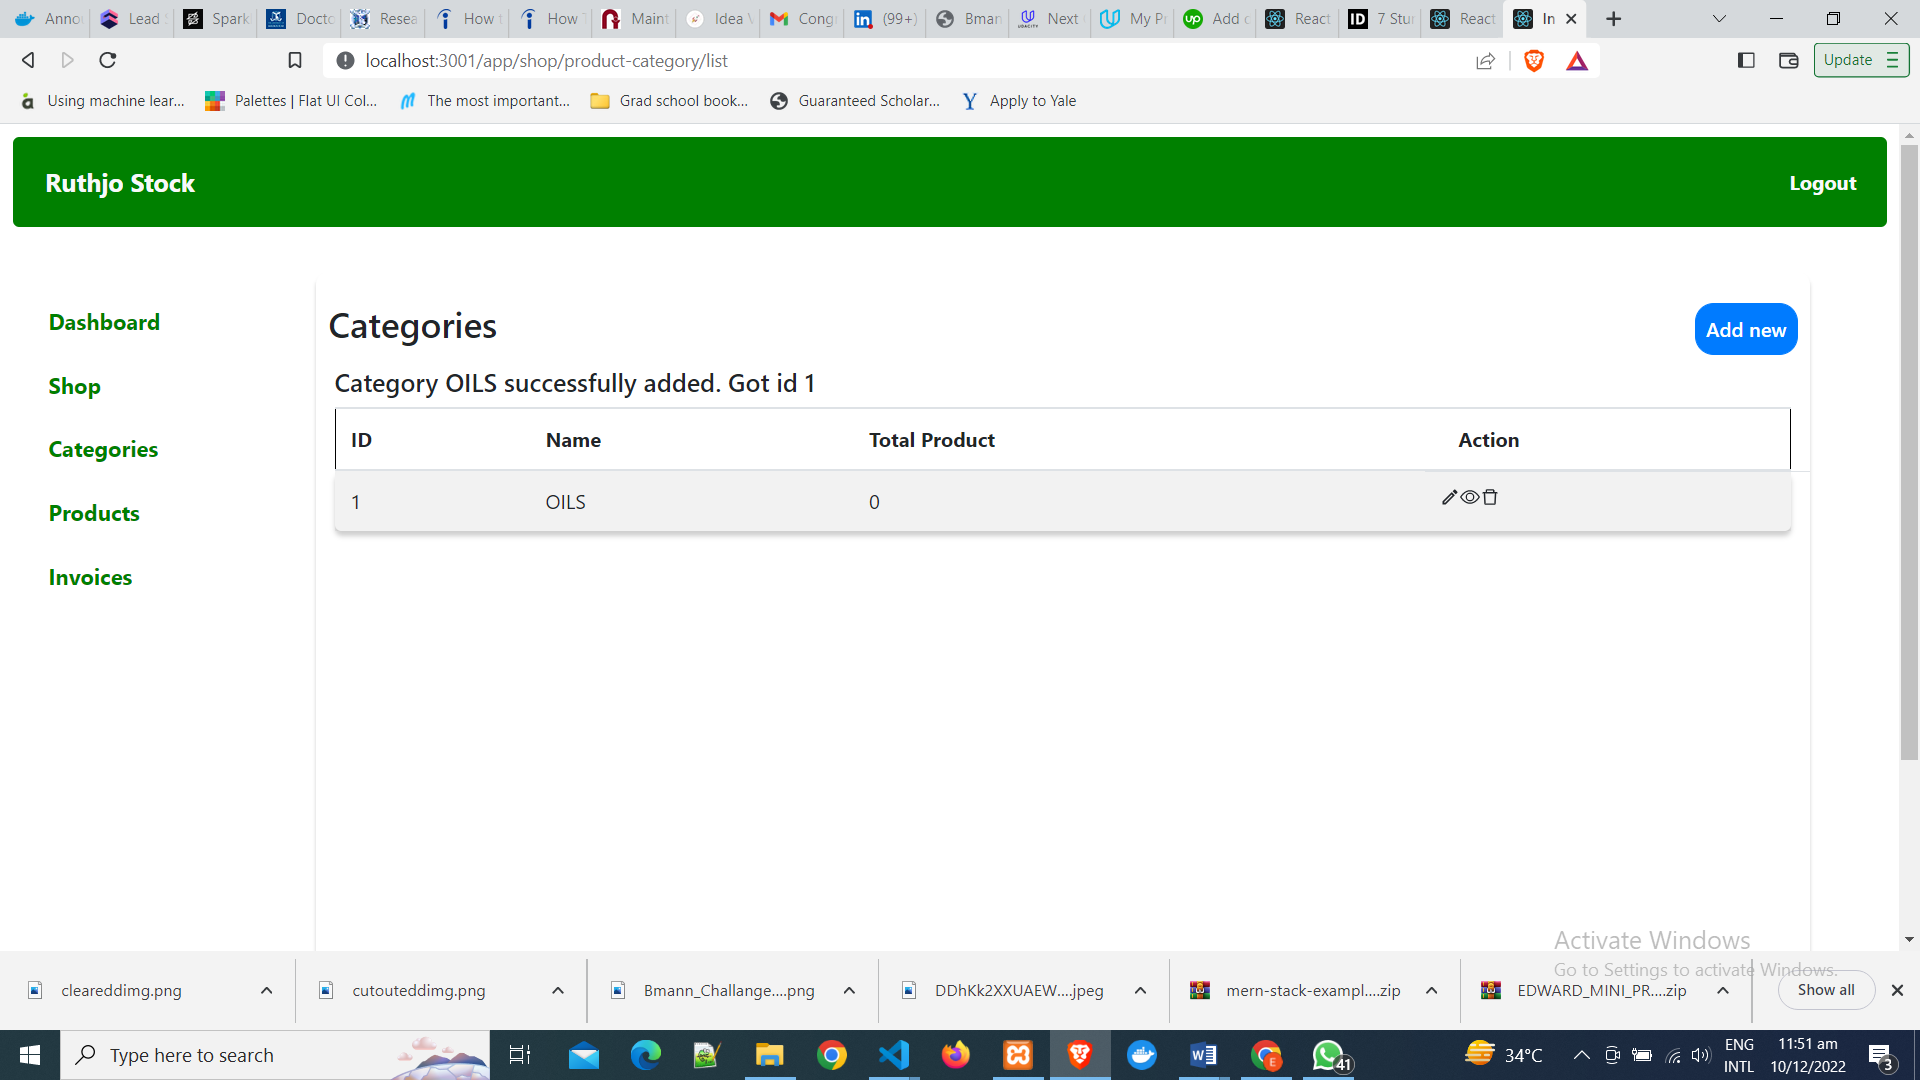 Annou
Lead S
Spark
Docto
Resea
How t
How T
Maint
Idea V
Cong
(99+)
Bman
Next
My Pr
Add c
React
7 Stun
React
In
localhost:3001/app/shop/product-category/list
Update
Using machine lear...
Palettes | Flat UI Col...
The most important...
Grad school book...
Guaranteed Scholar...
Apply to Yale
Ruthjo Stock
Logout
Dashboard
Shop
Categories
Products
Invoices
Categories
Add new
Category OILS successfully added. Got id 1
ID Name Total Product Action
1 OILS 0
Activate Windows
Go to Settings to activate Windows.
cleareddimg.png
cutouteddimg.png
Bmann_Challange....png
DDhKk2XXUAEW....jpeg
mern-stack-exampl....zip
EDWARD_MINI_PR....zip
Show all
Type here to search
41
34°C
ENG
INTL
11:51 am
10/12/2022
3